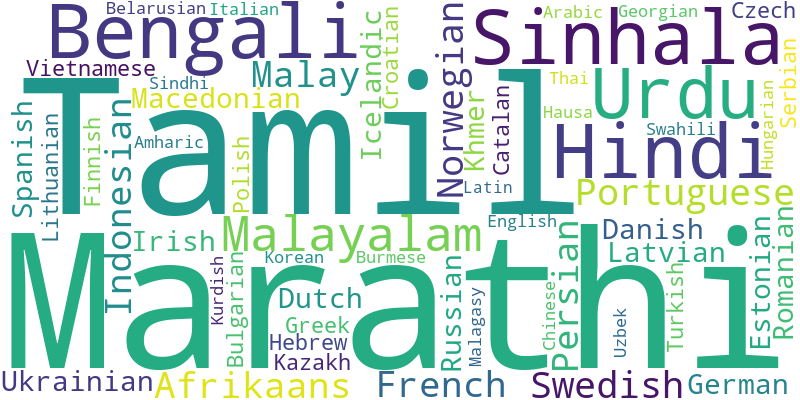 Belarusian
Italian
Arabic
Georgian
Czech
Bengali
Sinhala
Vietnamese
Sindhi
Malay
Icelandic
Croatian
Norwegian
Thai
Urdu
Serbian
Hungarian
Tamil
Macedonian
Khmer
Catalan
Hausa
Swahili
Spanish
Lithuanian
Finnish
Indonesian
Amharic
Polish
Hindi
Latin
Portuguese
Irish
Malayalam
English
Persian
Danish
Latvian
Estonian
Romanian
Marathi
Kurdish
Bulgarian
Korean
Burmese
Russian
Malagasy
Chinese
Uzbek
Turkish
Dutch
Greek
Hebrew
Kazakh
Ukrainian
Afrikaans
French
Swedish
German